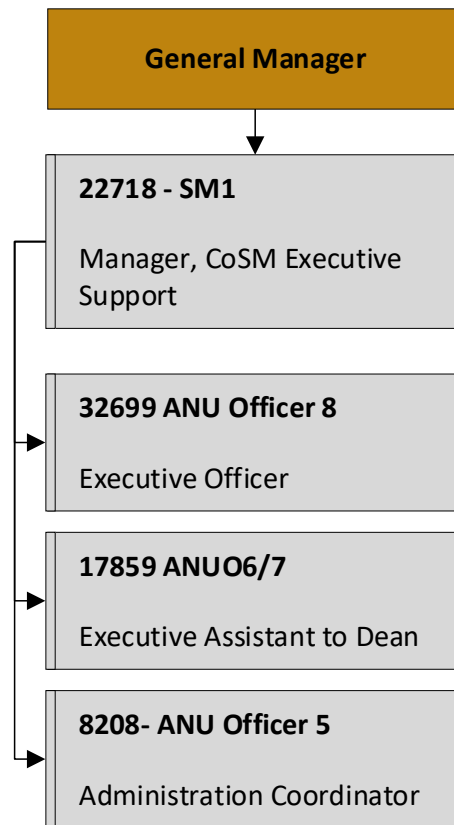 General Manager
22718 - SM1
Manager, CoSM Executive
Support
32699 ANU Officer 8
Executive Officer
17859 ANUO6/7
Executive Assistant to Dean
8208- ANU Officer 5
Administration Coordinator